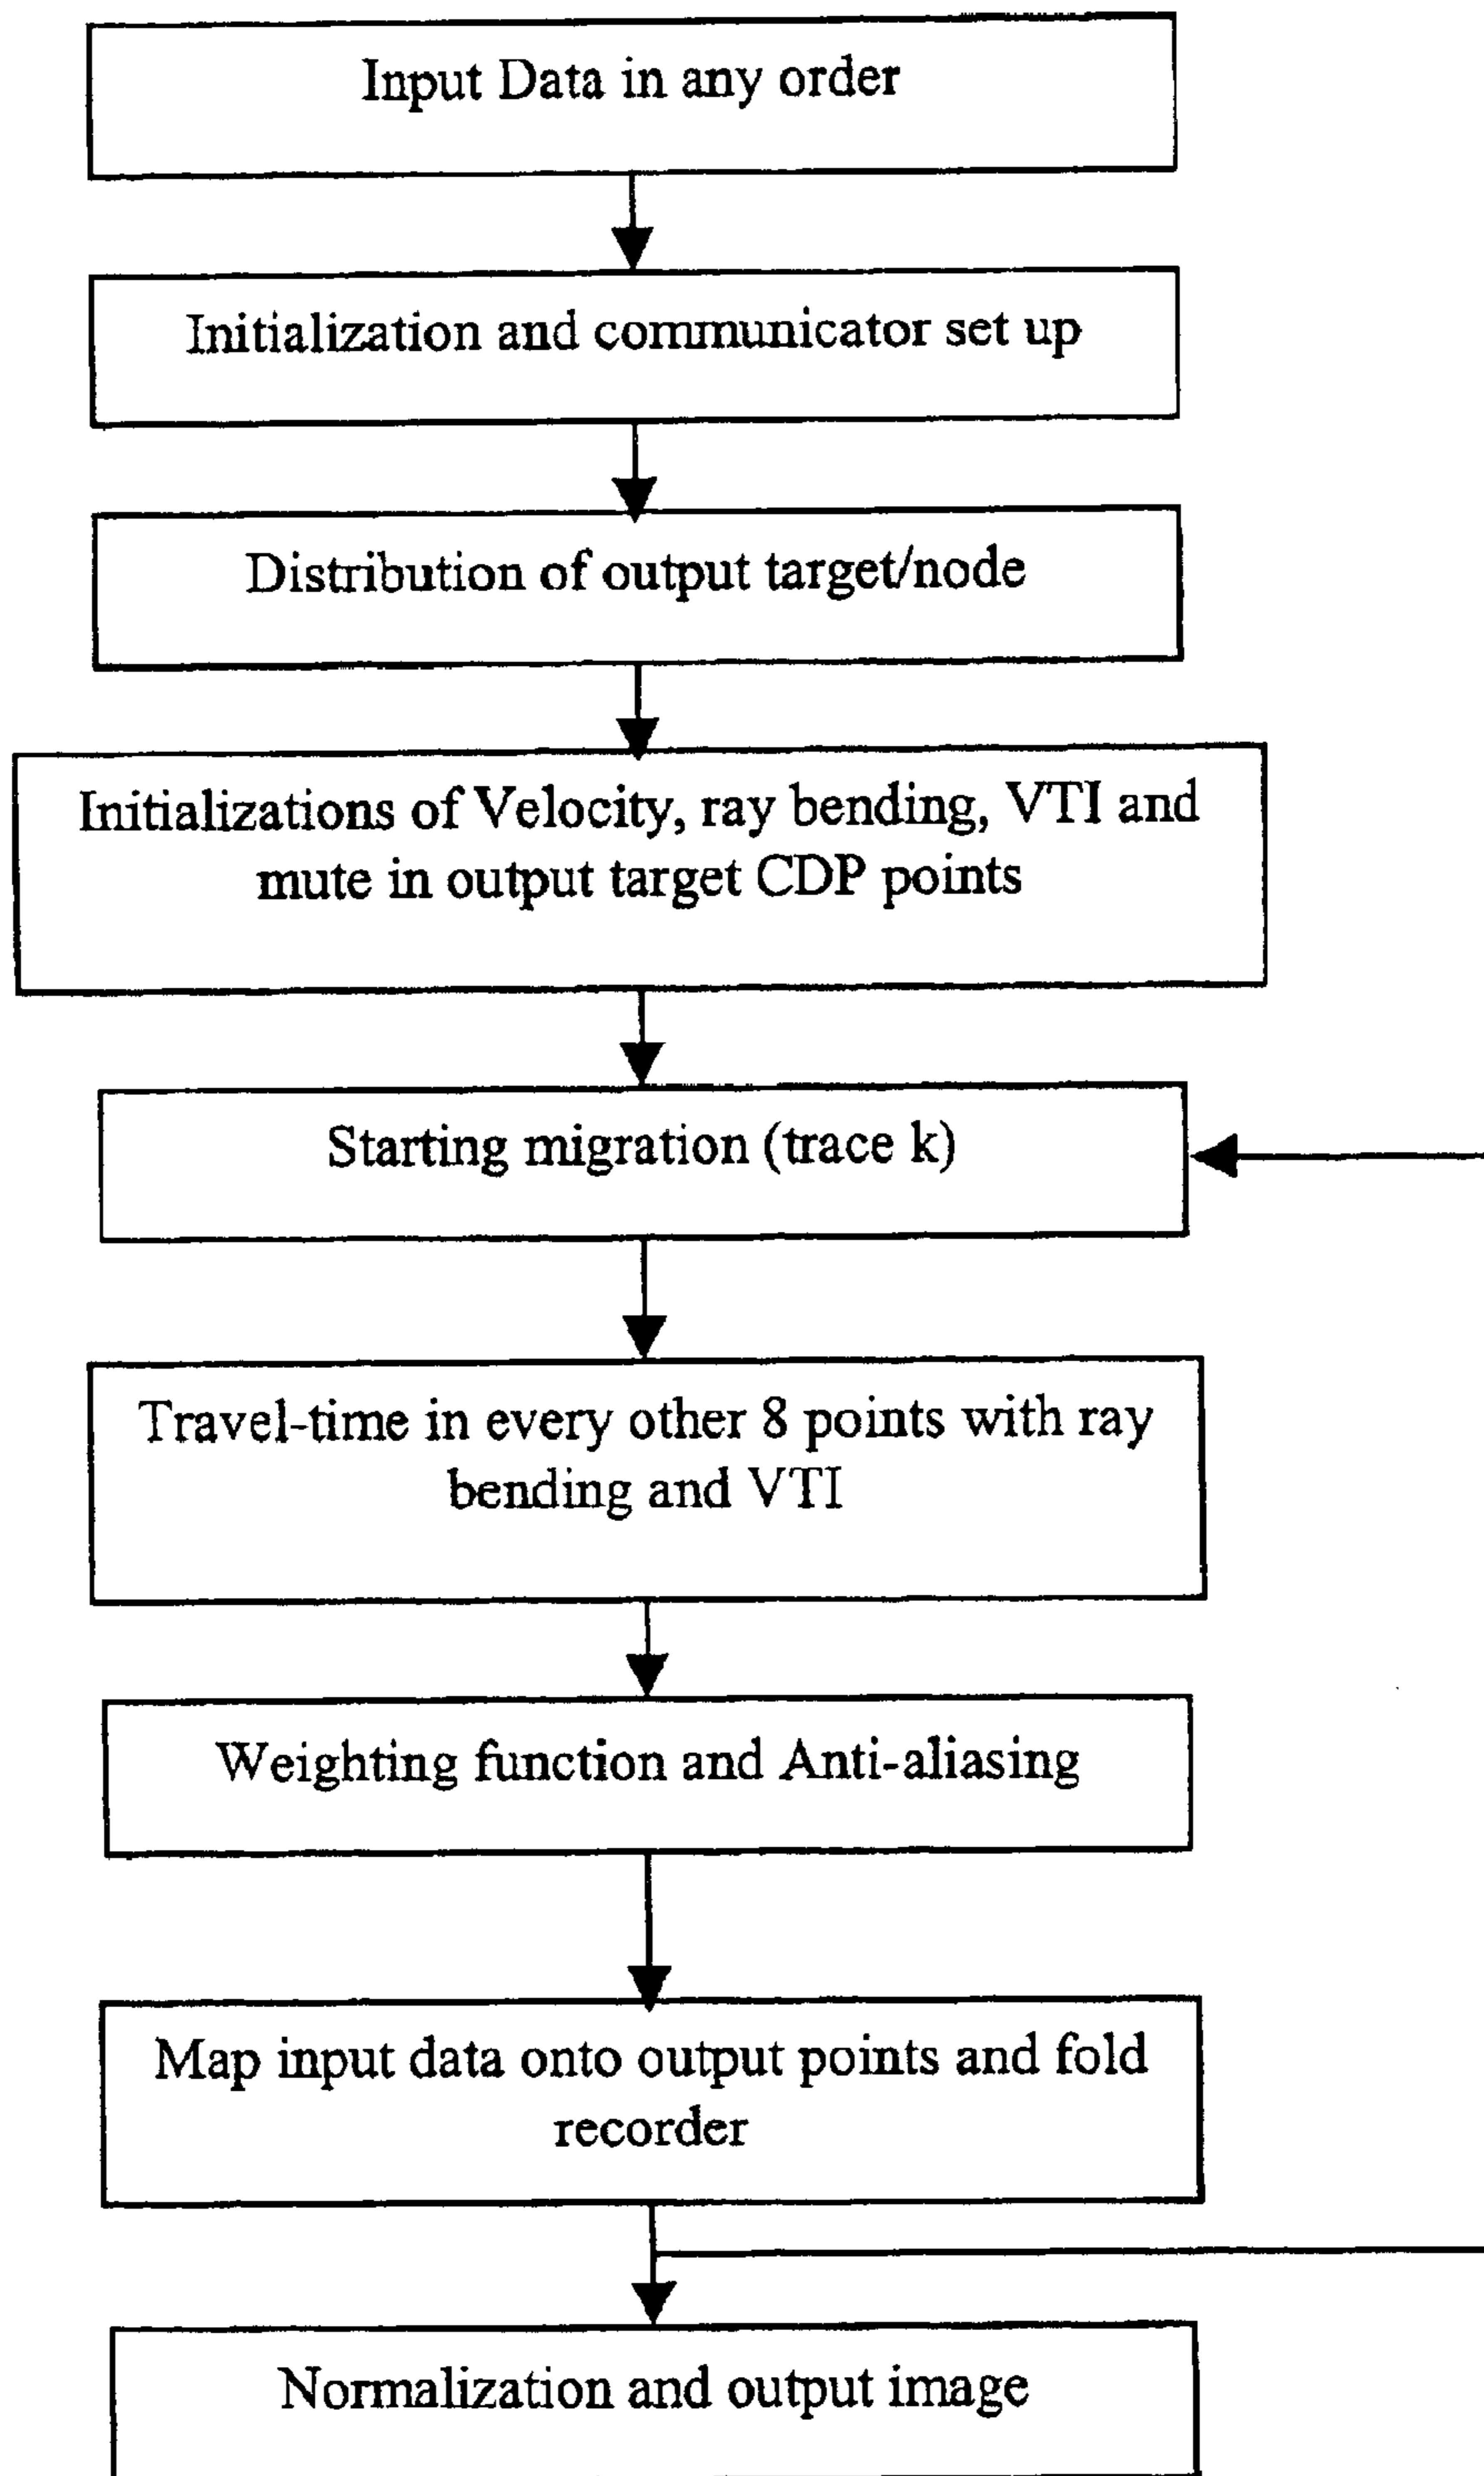 Input Data in any order
Initialization and communicator set up
Distribution of output target/node
Initializations of Velocity, ray bending, VTI and
mute in output target CDP points
Starting migration (trace k)
Travel-time in every other 8 points with ray
bending and VTI
Weighting function and Anti-aliasing
Map input data onto output points and fold
recorder
Normalization and output image